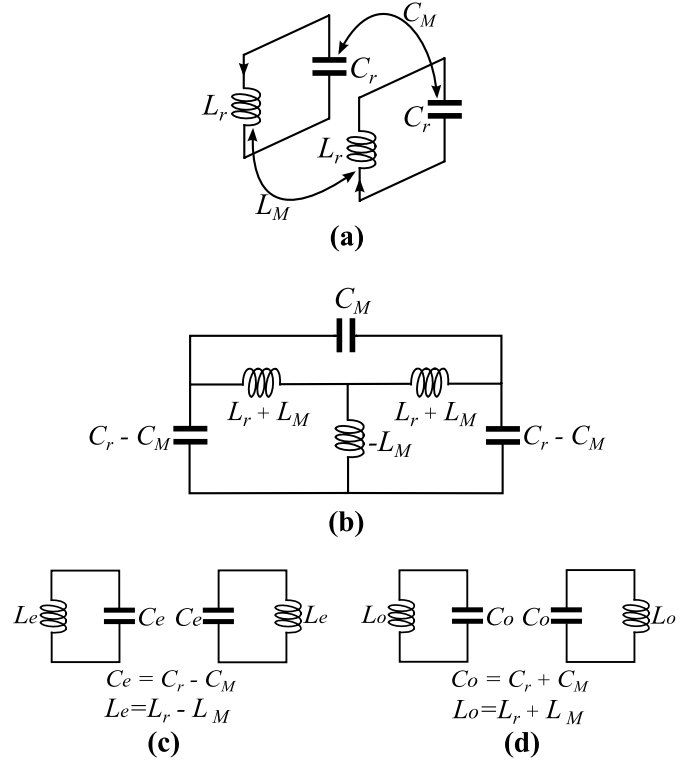 C_M
C_r
L_r
C_r
L_r
L_M
(a)
C_M
L_r + L_M
L_r + L_M
C_r - C_M
-L_M
C_r - C_M
(b)
Le Ce Ce Le
Lo Co Co Lo
Ce = C_r - C_M
Le=L_r - L_M
(c)
Co = C_r + C_M
Lo=L_r + L_M
(d)